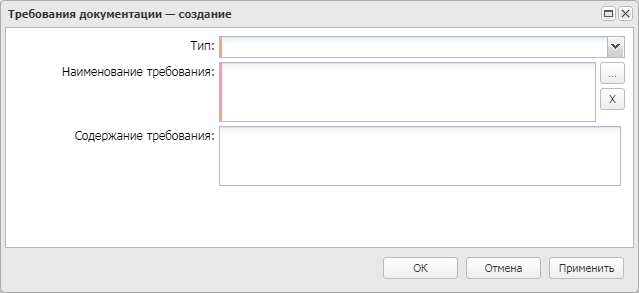 Требования документации — создание
Тип:
Наименование требования:
...
X
Содержание требования:
ОК Отмена Применить